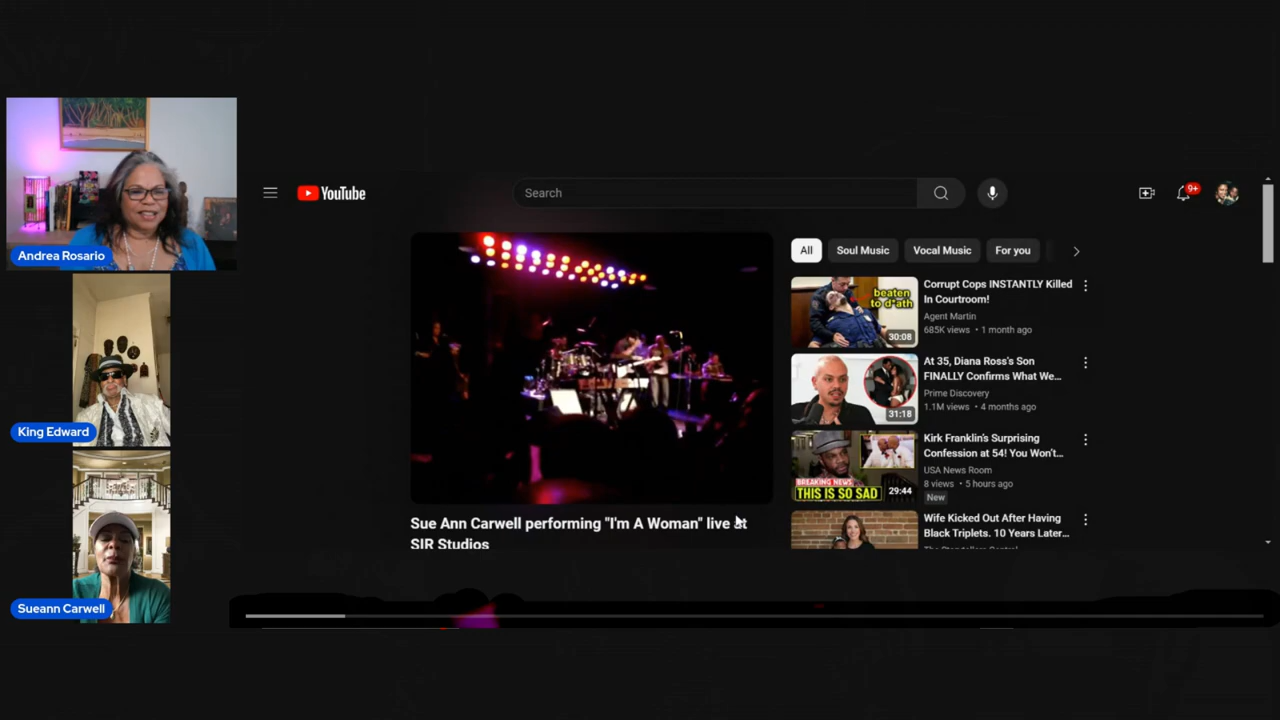 Andrea Rosario
King Edward
Sueann Carwell
YouTube
Search
9+
Sue Ann Carwell performing "I'm A Woman" live at
SIR Studios
All
Soul Music
Vocal Music
For you
beaten
to d*ath
30:08
Corrupt Cops INSTANTLY Killed
In Courtroom!
Agent Martin
685K views • 1 month ago
31:18
At 35, Diana Ross's Son
FINALLY Confirms What We...
Prime Discovery
1.1M views • 4 months ago
BREAKING NEWS
THIS IS SO SAD
29:44
Kirk Franklin's Surprising
Confession at 54! You Won't...
USA News Room
8 views • 5 hours ago
New
Wife Kicked Out After Having
Black Triplets. 10 Years Later...